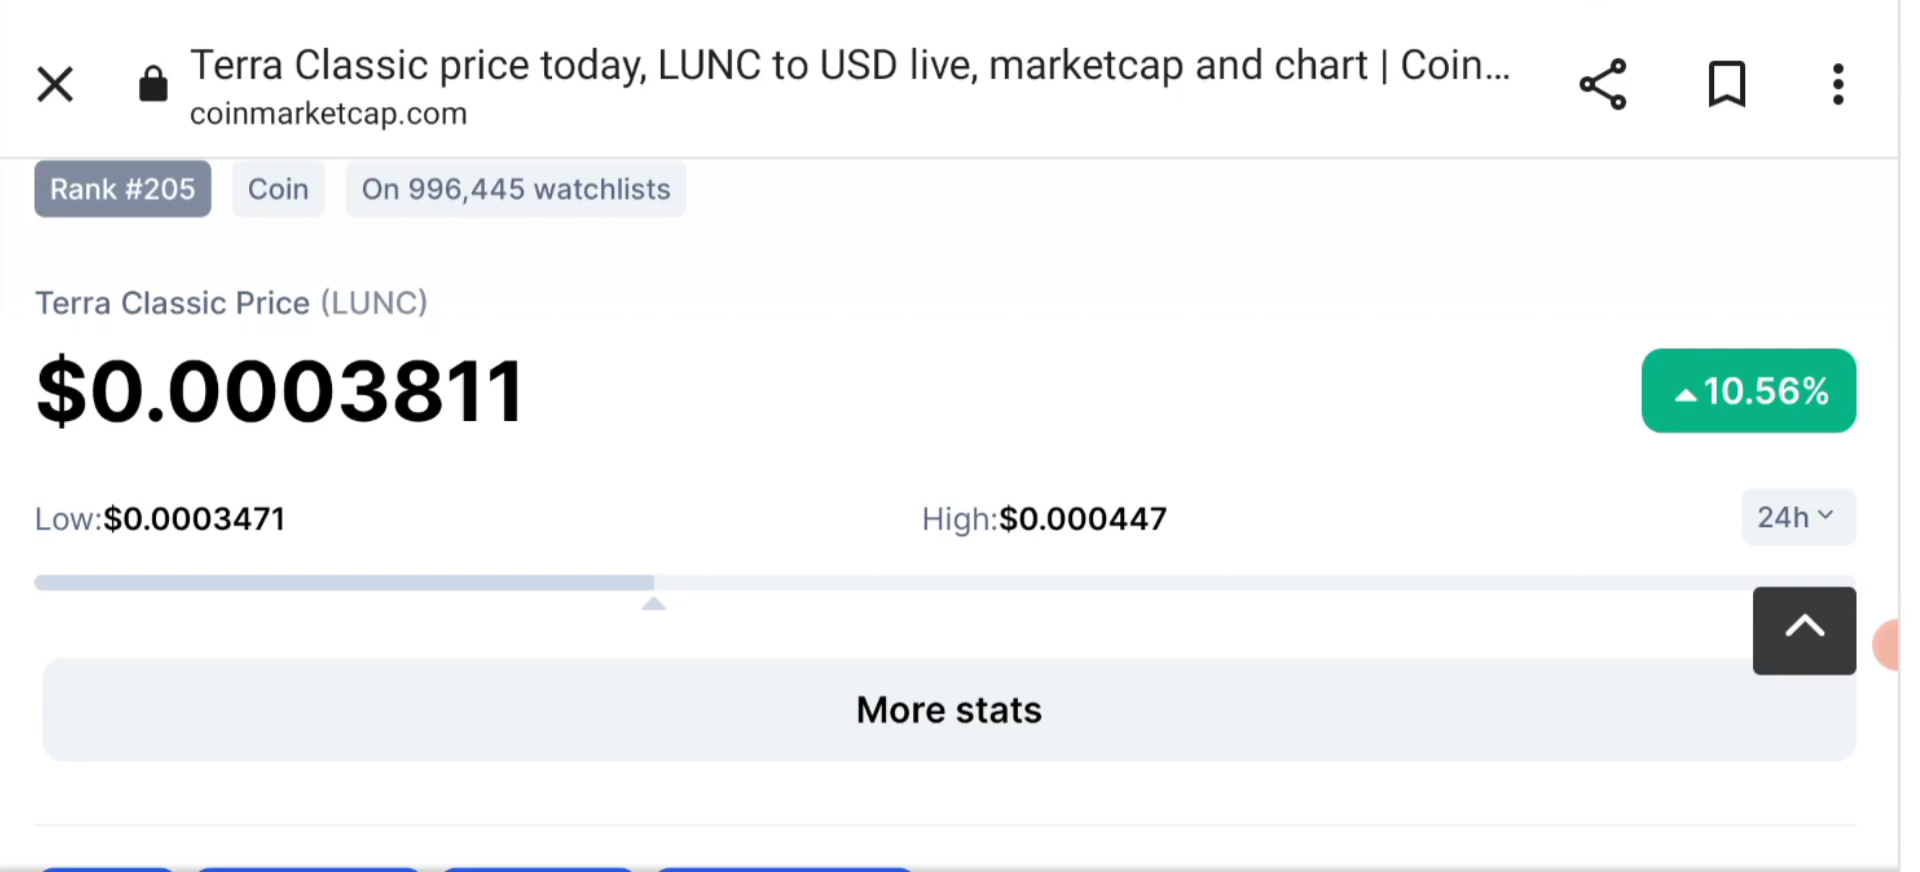 Terra Classic price today, LUNC to USD live, marketcap and chart | Coin...
coinmarketcap.com
Rank #205 Coin On 996,445 watchlists
Terra Classic Price (LUNC)
$0.0003811 10.56%
Low:$0.0003471 High:$0.000447 24h
More stats